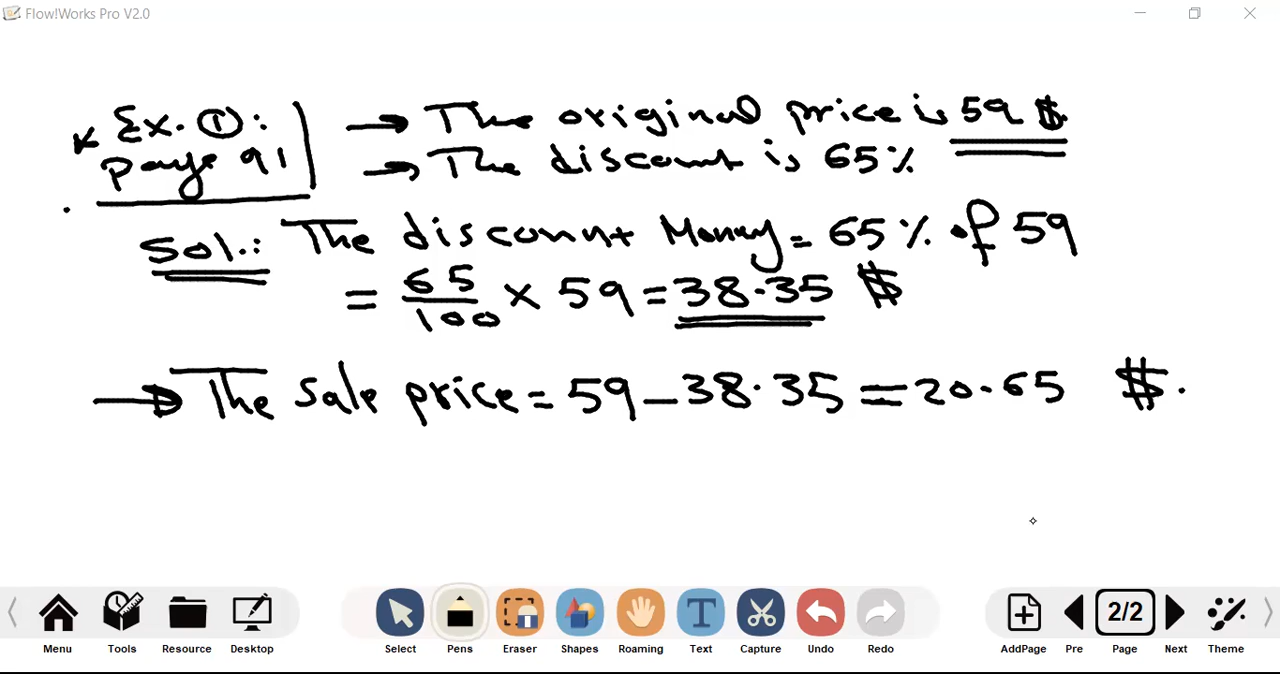 Flow!Works Pro V2.0
* Ex. ①: → The original price is 59 $.
page 91 → The discount is 65%
Sol.: The discount Money = 65% of 59
= 65/100 × 59 = 38.35 $
→ The sale price = 59 - 38.35 = 20.65 $.
2/2
Menu Tools Resource Desktop Select Pens Eraser Shapes Roaming Text Capture Undo Redo AddPage Pre Page Next Theme